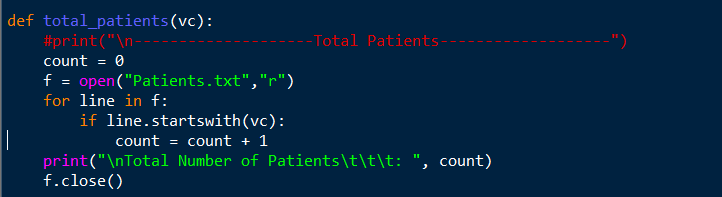 def total_patients(vc):
    #print("\n--------------------Total Patients-------------------")
    count = 0
    f = open("Patients.txt","r")
    for line in f:
        if line.startswith(vc):
            count = count + 1
    print("\nTotal Number of Patients\t\t\t: ", count)
    f.close()